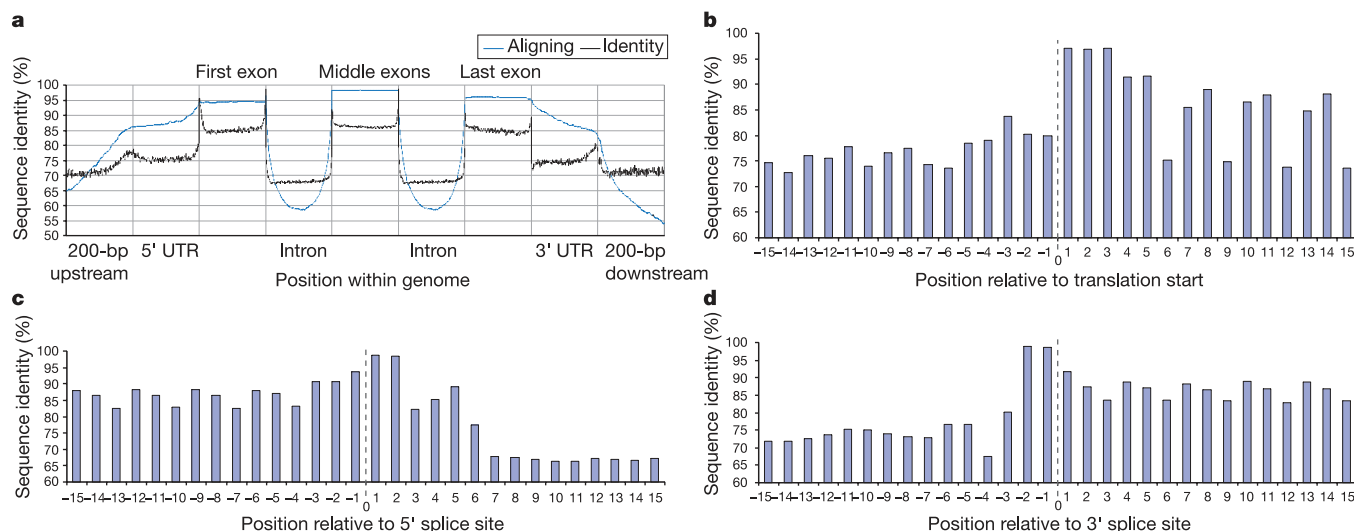 a
Aligning Identity
First exon Middle exons Last exon
Sequence identity (%)
100
95
90
85
80
75
70
65
60
55
50
200-bp upstream 5' UTR Intron Intron 3' UTR 200-bp downstream
Position within genome
b
Sequence identity (%)
100
95
90
85
80
75
70
65
60
–15 –14 –13 –12 –11 –10 –9 –8 –7 –6 –5 –4 –3 –2 –1 0 1 2 3 4 5 6 7 8 9 10 11 12 13 14 15
Position relative to translation start
c
Sequence identity (%)
100
95
90
85
80
75
70
65
60
–15 –14 –13 –12 –11 –10 –9 –8 –7 –6 –5 –4 –3 –2 –1 0 1 2 3 4 5 6 7 8 9 10 11 12 13 14 15
Position relative to 5' splice site
d
Sequence identity (%)
100
95
90
85
80
75
70
65
60
–15 –14 –13 –12 –11 –10 –9 –8 –7 –6 –5 –4 –3 –2 –1 0 1 2 3 4 5 6 7 8 9 10 11 12 13 14 15
Position relative to 3' splice site